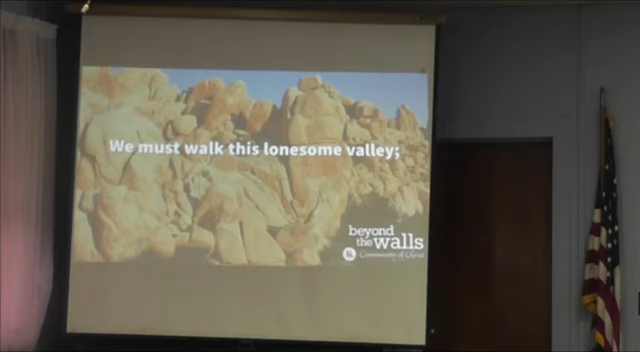 We must walk this lonesome valley;
beyond
the walls
Community of Christ